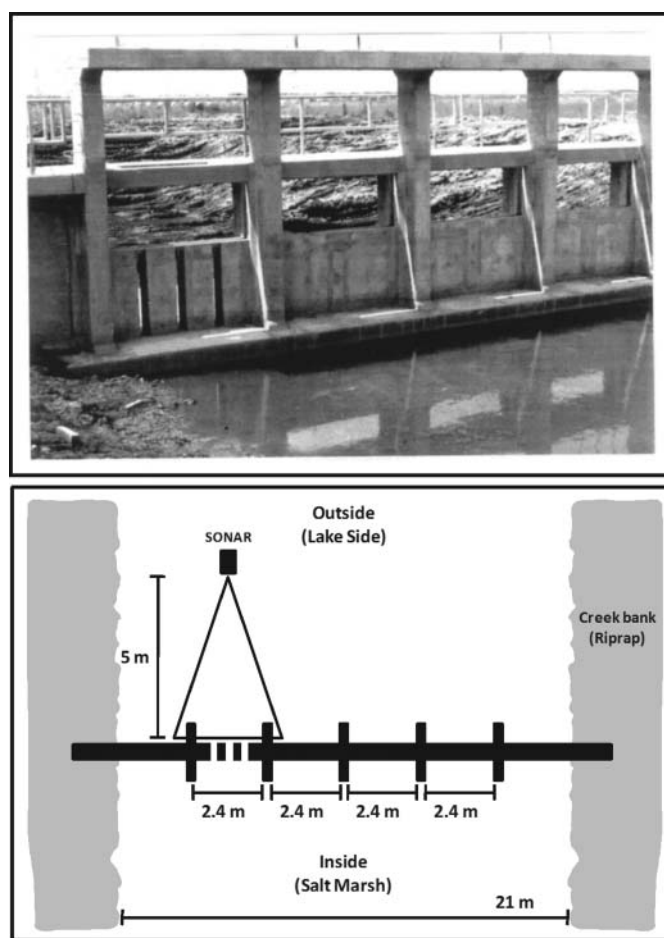 Outside
(Lake Side)
SONAR
Creek bank
(Riprap)
5 m
2.4 m 2.4 m 2.4 m 2.4 m
Inside
(Salt Marsh)
21 m